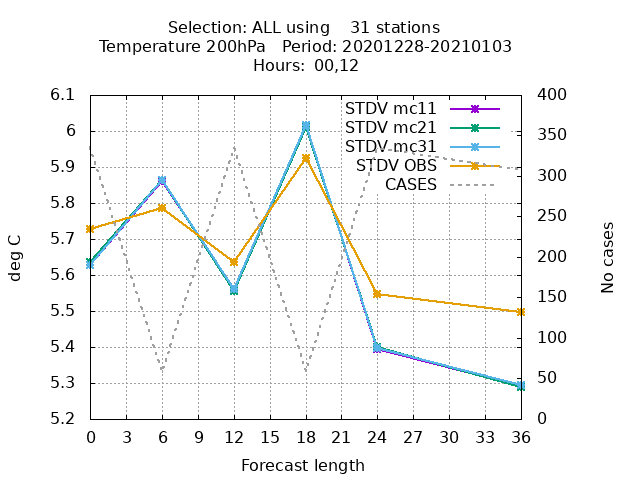 Selection: ALL using    31 stations
Temperature 200hPa   Period: 20201228-20210103
Hours:  00,12
6.1
6
5.9
5.8
5.7
5.6
5.5
5.4
5.3
5.2
deg C
STDV mc11
STDV mc21
STDV mc31
STDV OBS
CASES
400
350
300
250
200
150
100
50
0
No cases
0 3 6 9 12 15 18 21 24 27 30 33 36
Forecast length